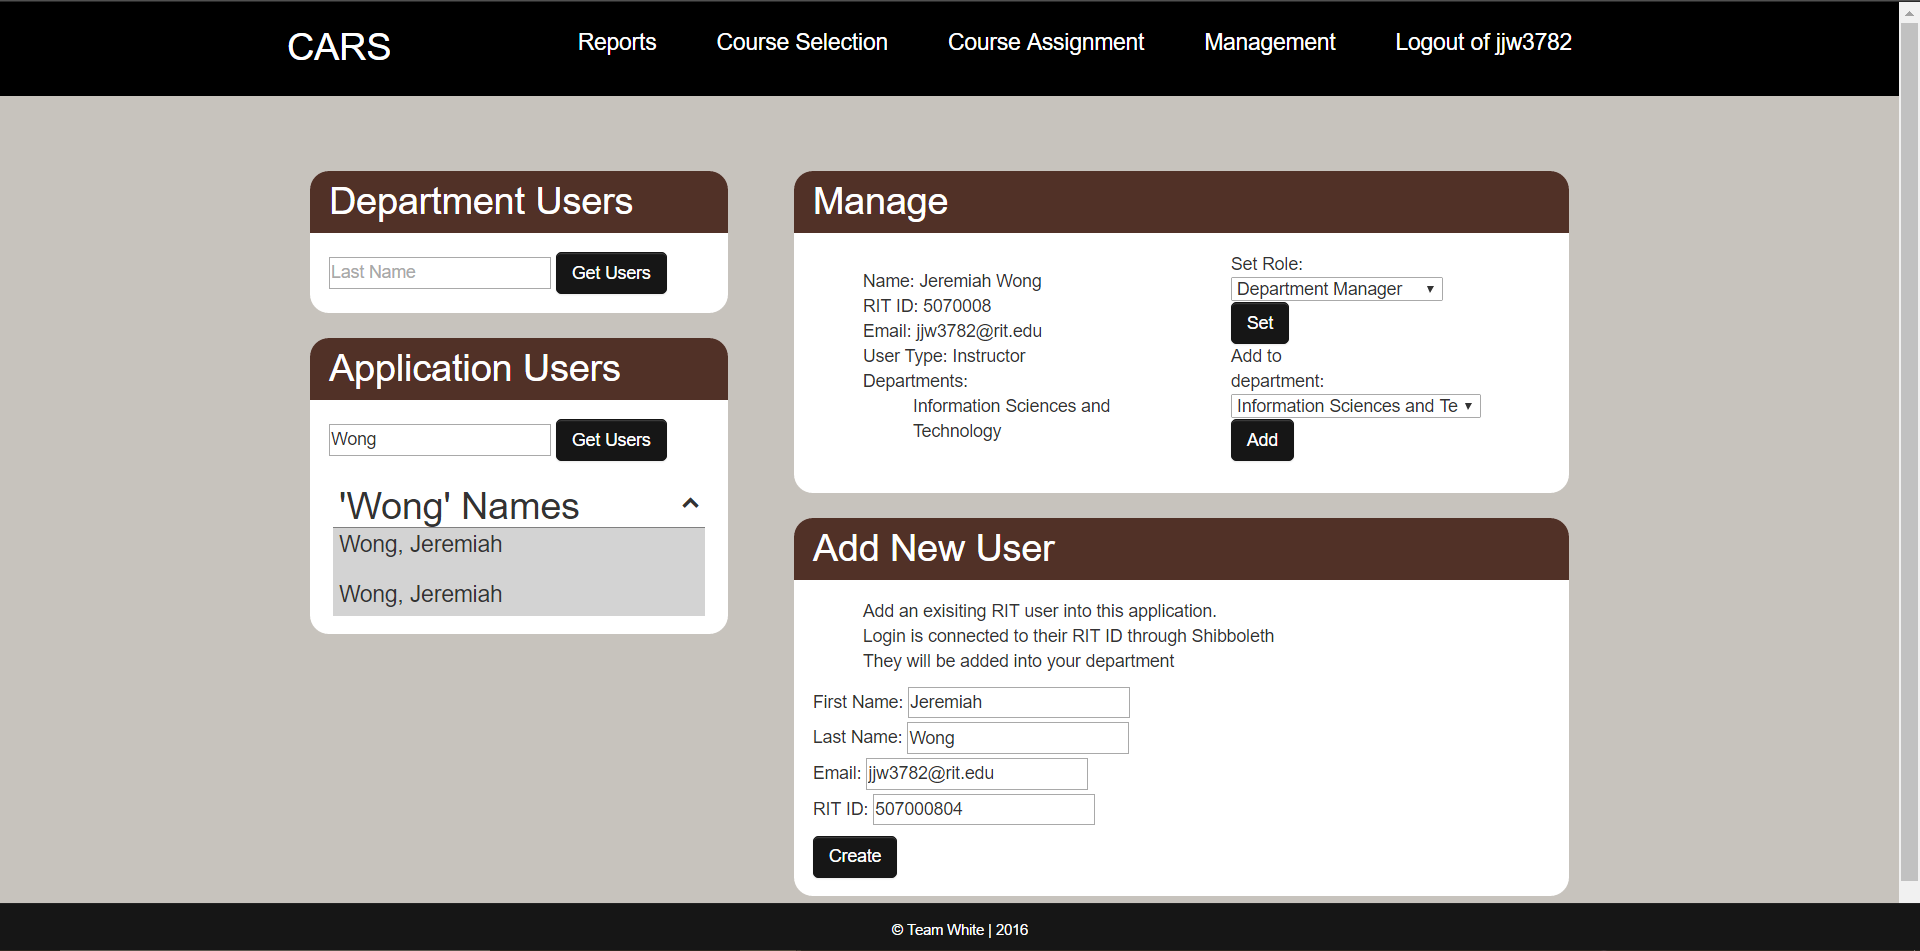 CARS
Reports
Course Selection
Course Assignment
Management
Logout of jjw3782
Department Users
Last Name
Get Users
Application Users
Wong
Get Users
'Wong' Names
Wong, Jeremiah
Wong, Jeremiah
Manage
Name: Jeremiah Wong
RIT ID: 5070008
Email: jjw3782@rit.edu
User Type: Instructor
Departments:
Information Sciences and
Technology
Set Role:
Department Manager
Set
Add to
department:
Information Sciences and Te
Add
Add New User
Add an exisiting RIT user into this application.
Login is connected to their RIT ID through Shibboleth
They will be added into your department
First Name: Jeremiah
Last Name: Wong
Email: jjw3782@rit.edu
RIT ID: 507000804
Create
© Team White | 2016